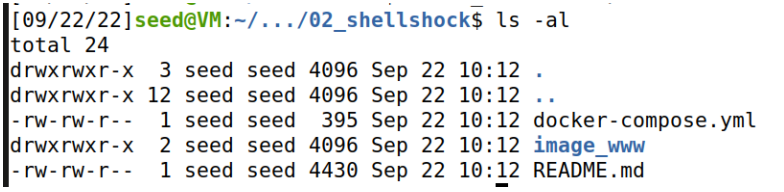 [09/22/22]seed@VM:~/.../02_shellshock$ ls -al
total 24
drwxrwxr-x  3 seed seed 4096 Sep 22 10:12 .
drwxrwxr-x 12 seed seed 4096 Sep 22 10:12 ..
-rw-rw-r--  1 seed seed  395 Sep 22 10:12 docker-compose.yml
drwxrwxr-x  2 seed seed 4096 Sep 22 10:12 image_www
-rw-rw-r--  1 seed seed 4430 Sep 22 10:12 README.md